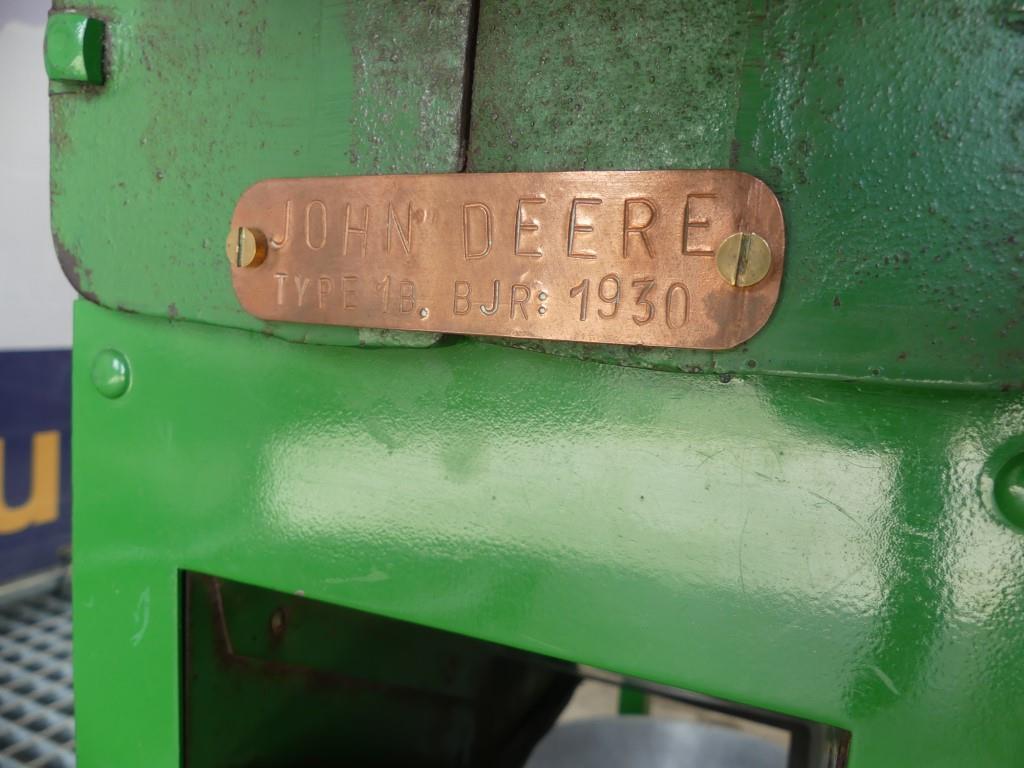 JOHN DEERE
TYPE 1B. BJR: 1930
u